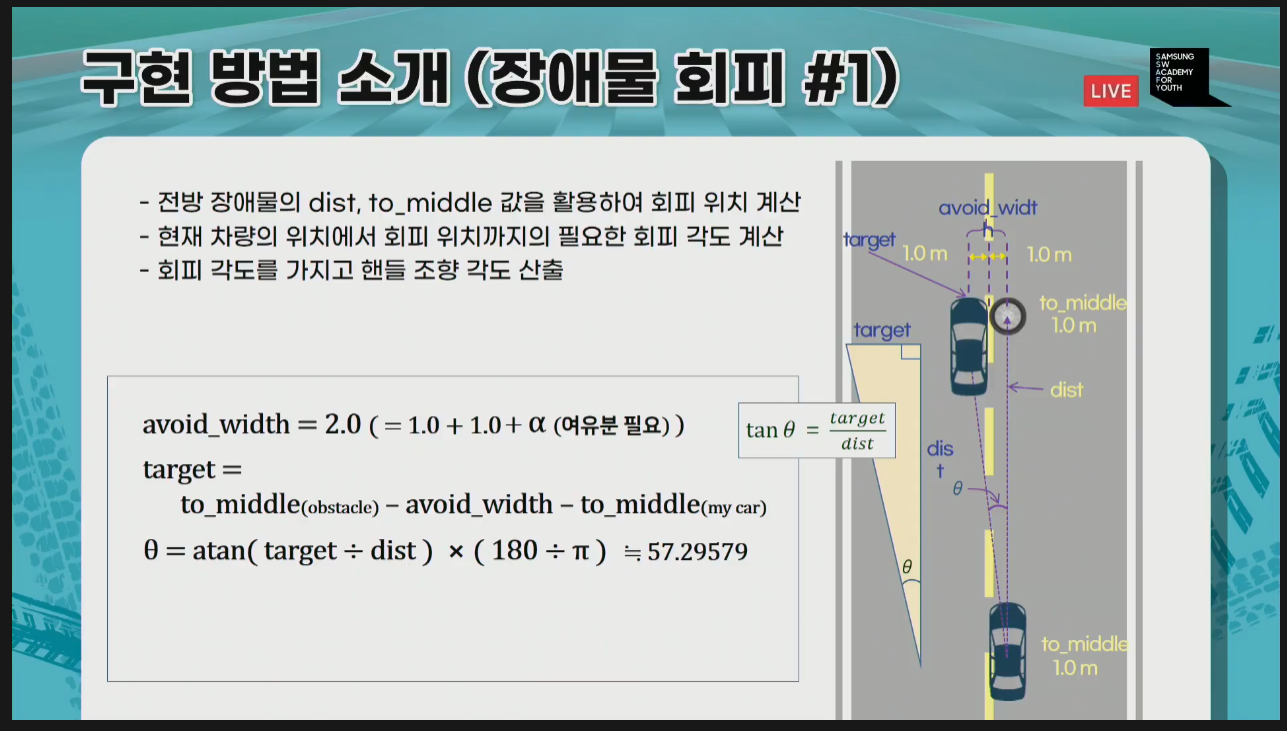 구현 방법 소개 (장애물 회피 #1)
LIVE
SAMSUNG
SW
ACADEMY
FOR
YOUTH
- 전방 장애물의 dist, to_middle 값을 활용하여 회피 위치 계산
- 현재 차량의 위치에서 회피 위치까지의 필요한 회피 각도 계산
- 회피 각도를 가지고 핸들 조향 각도 산출
avoid_width = 2.0 ( = 1.0 + 1.0 + α (여유분 필요) )
target =
to_middle(obstacle) – avoid_width – to_middle(my car)
θ = atan( target ÷ dist ) × ( 180 ÷ π ) ≒ 57.29579
tan θ = target / dist
avoid_widt
h
target
1.0 m
1.0 m
to_middle
1.0 m
target
dist
dis
t
θ
θ
to_middle
1.0 m